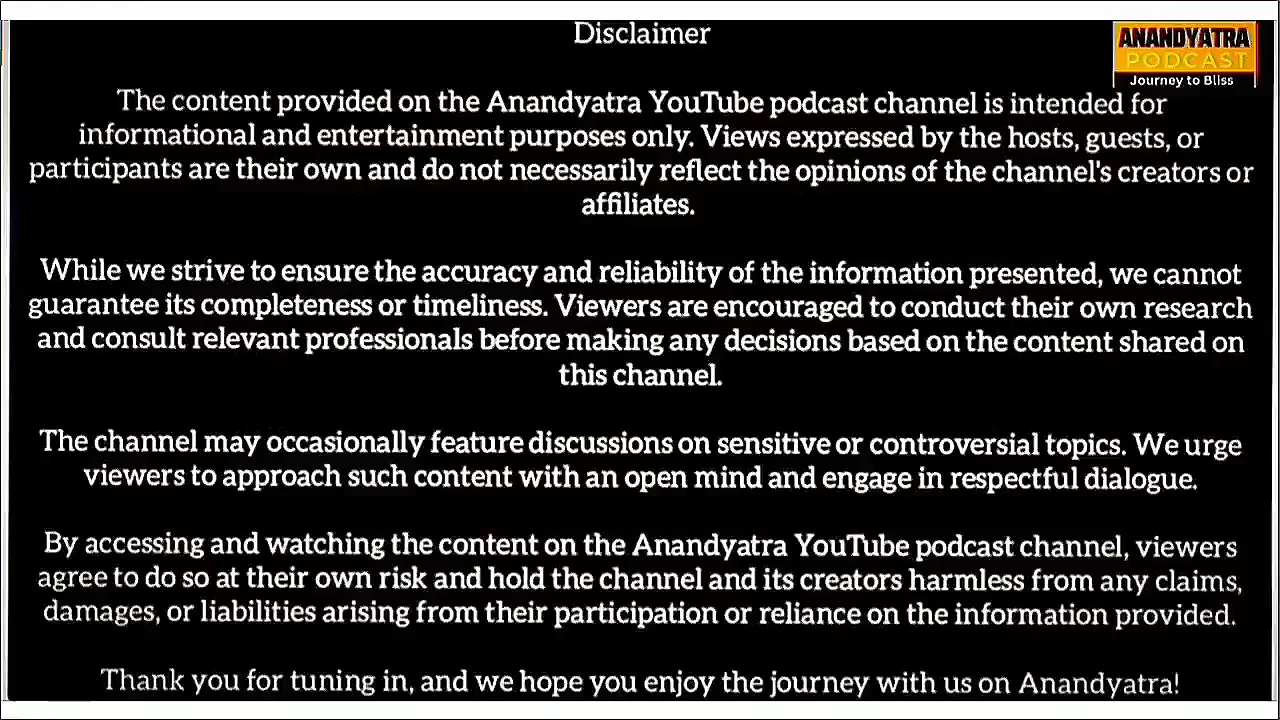 Disclaimer
ANANDYATRA
PODCAST
Journey to Bliss
The content provided on the Anandyatra YouTube podcast channel is intended for
informational and entertainment purposes only. Views expressed by the hosts, guests, or
participants are their own and do not necessarily reflect the opinions of the channel's creators or
affiliates.
While we strive to ensure the accuracy and reliability of the information presented, we cannot
guarantee its completeness or timeliness. Viewers are encouraged to conduct their own research
and consult relevant professionals before making any decisions based on the content shared on
this channel.
The channel may occasionally feature discussions on sensitive or controversial topics. We urge
viewers to approach such content with an open mind and engage in respectful dialogue.
By accessing and watching the content on the Anandyatra YouTube podcast channel, viewers
agree to do so at their own risk and hold the channel and its creators harmless from any claims,
damages, or liabilities arising from their participation or reliance on the information provided.
Thank you for tuning in, and we hope you enjoy the journey with us on Anandyatra!